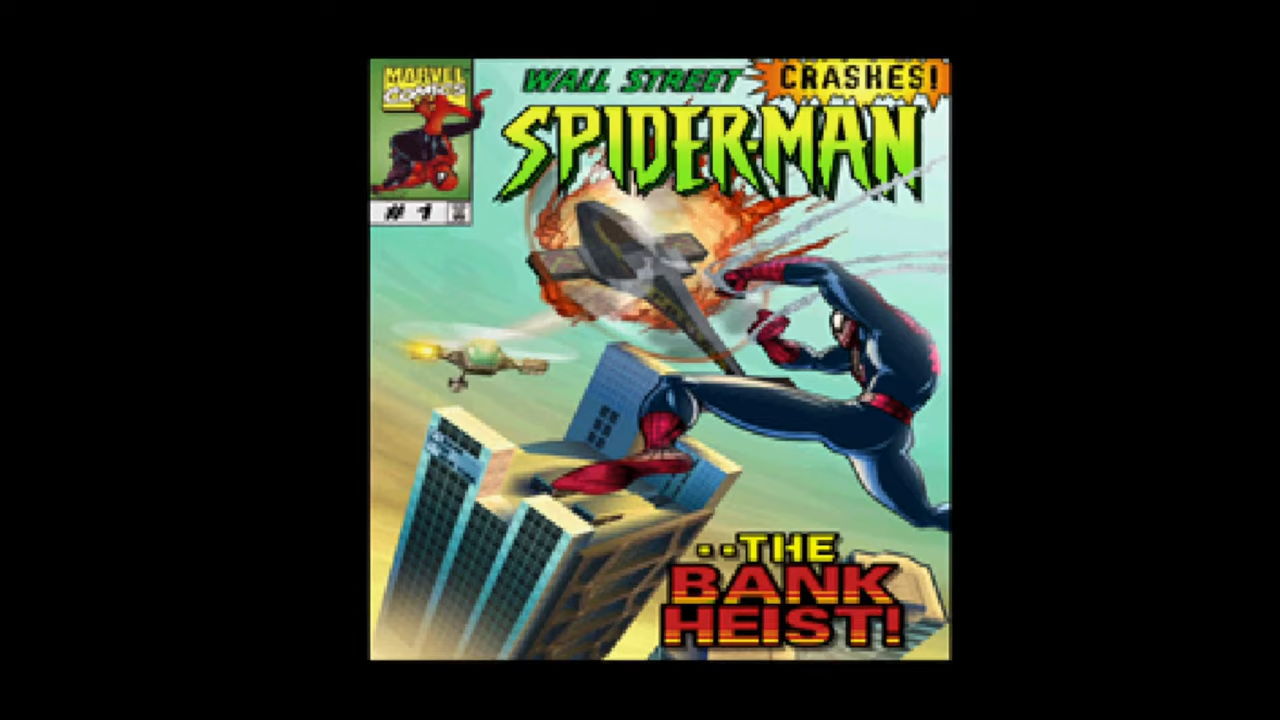 MARVEL
COMICS
WALL STREET
CRASHES!
SPIDER-MAN
# 1
--THE
BANK
HEIST!